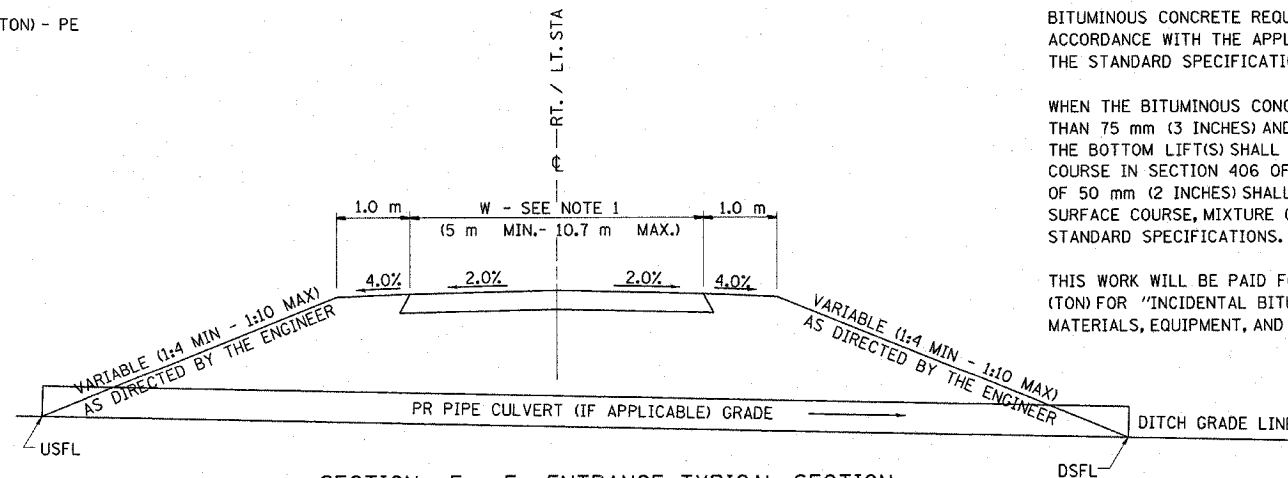 TON) - PE
RT. / LT. STA
℄
BITUMINOUS CONCRETE REQU
ACCORDANCE WITH THE APPL
THE STANDARD SPECIFICATIO
WHEN THE BITUMINOUS CONC
THAN 75 mm (3 INCHES) AND
THE BOTTOM LIFT(S) SHALL
COURSE IN SECTION 406 OF
OF 50 mm (2 INCHES) SHALL
SURFACE COURSE, MIXTURE C
STANDARD SPECIFICATIONS.
THIS WORK WILL BE PAID FO
(TON) FOR "INCIDENTAL BITU
MATERIALS, EQUIPMENT, AND
1.0 m
W - SEE NOTE 1
1.0 m
(5 m MIN.- 10.7 m MAX.)
4.0%
2.0%
2.0%
4.0%
VARIABLE (1:4 MIN - 1:10 MAX)
AS DIRECTED BY THE ENGINEER
VARIABLE (1:4 MIN - 1:10 MAX)
AS DIRECTED BY THE ENGINEER
PR PIPE CULVERT (IF APPLICABLE) GRADE
DITCH GRADE LINE
USFL
DSFL
SECTION E - E ENTRANCE TYPICAL SECTION